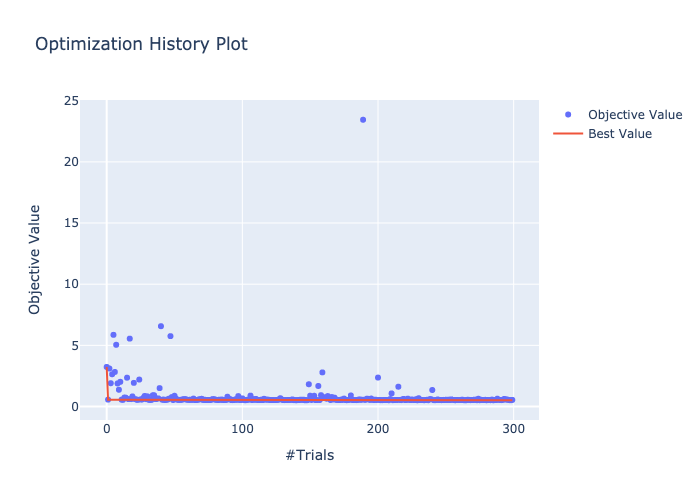 Optimization History Plot
Objective Value
25
20
15
10
5
0
0 100 200 300
#Trials
Objective Value
Best Value